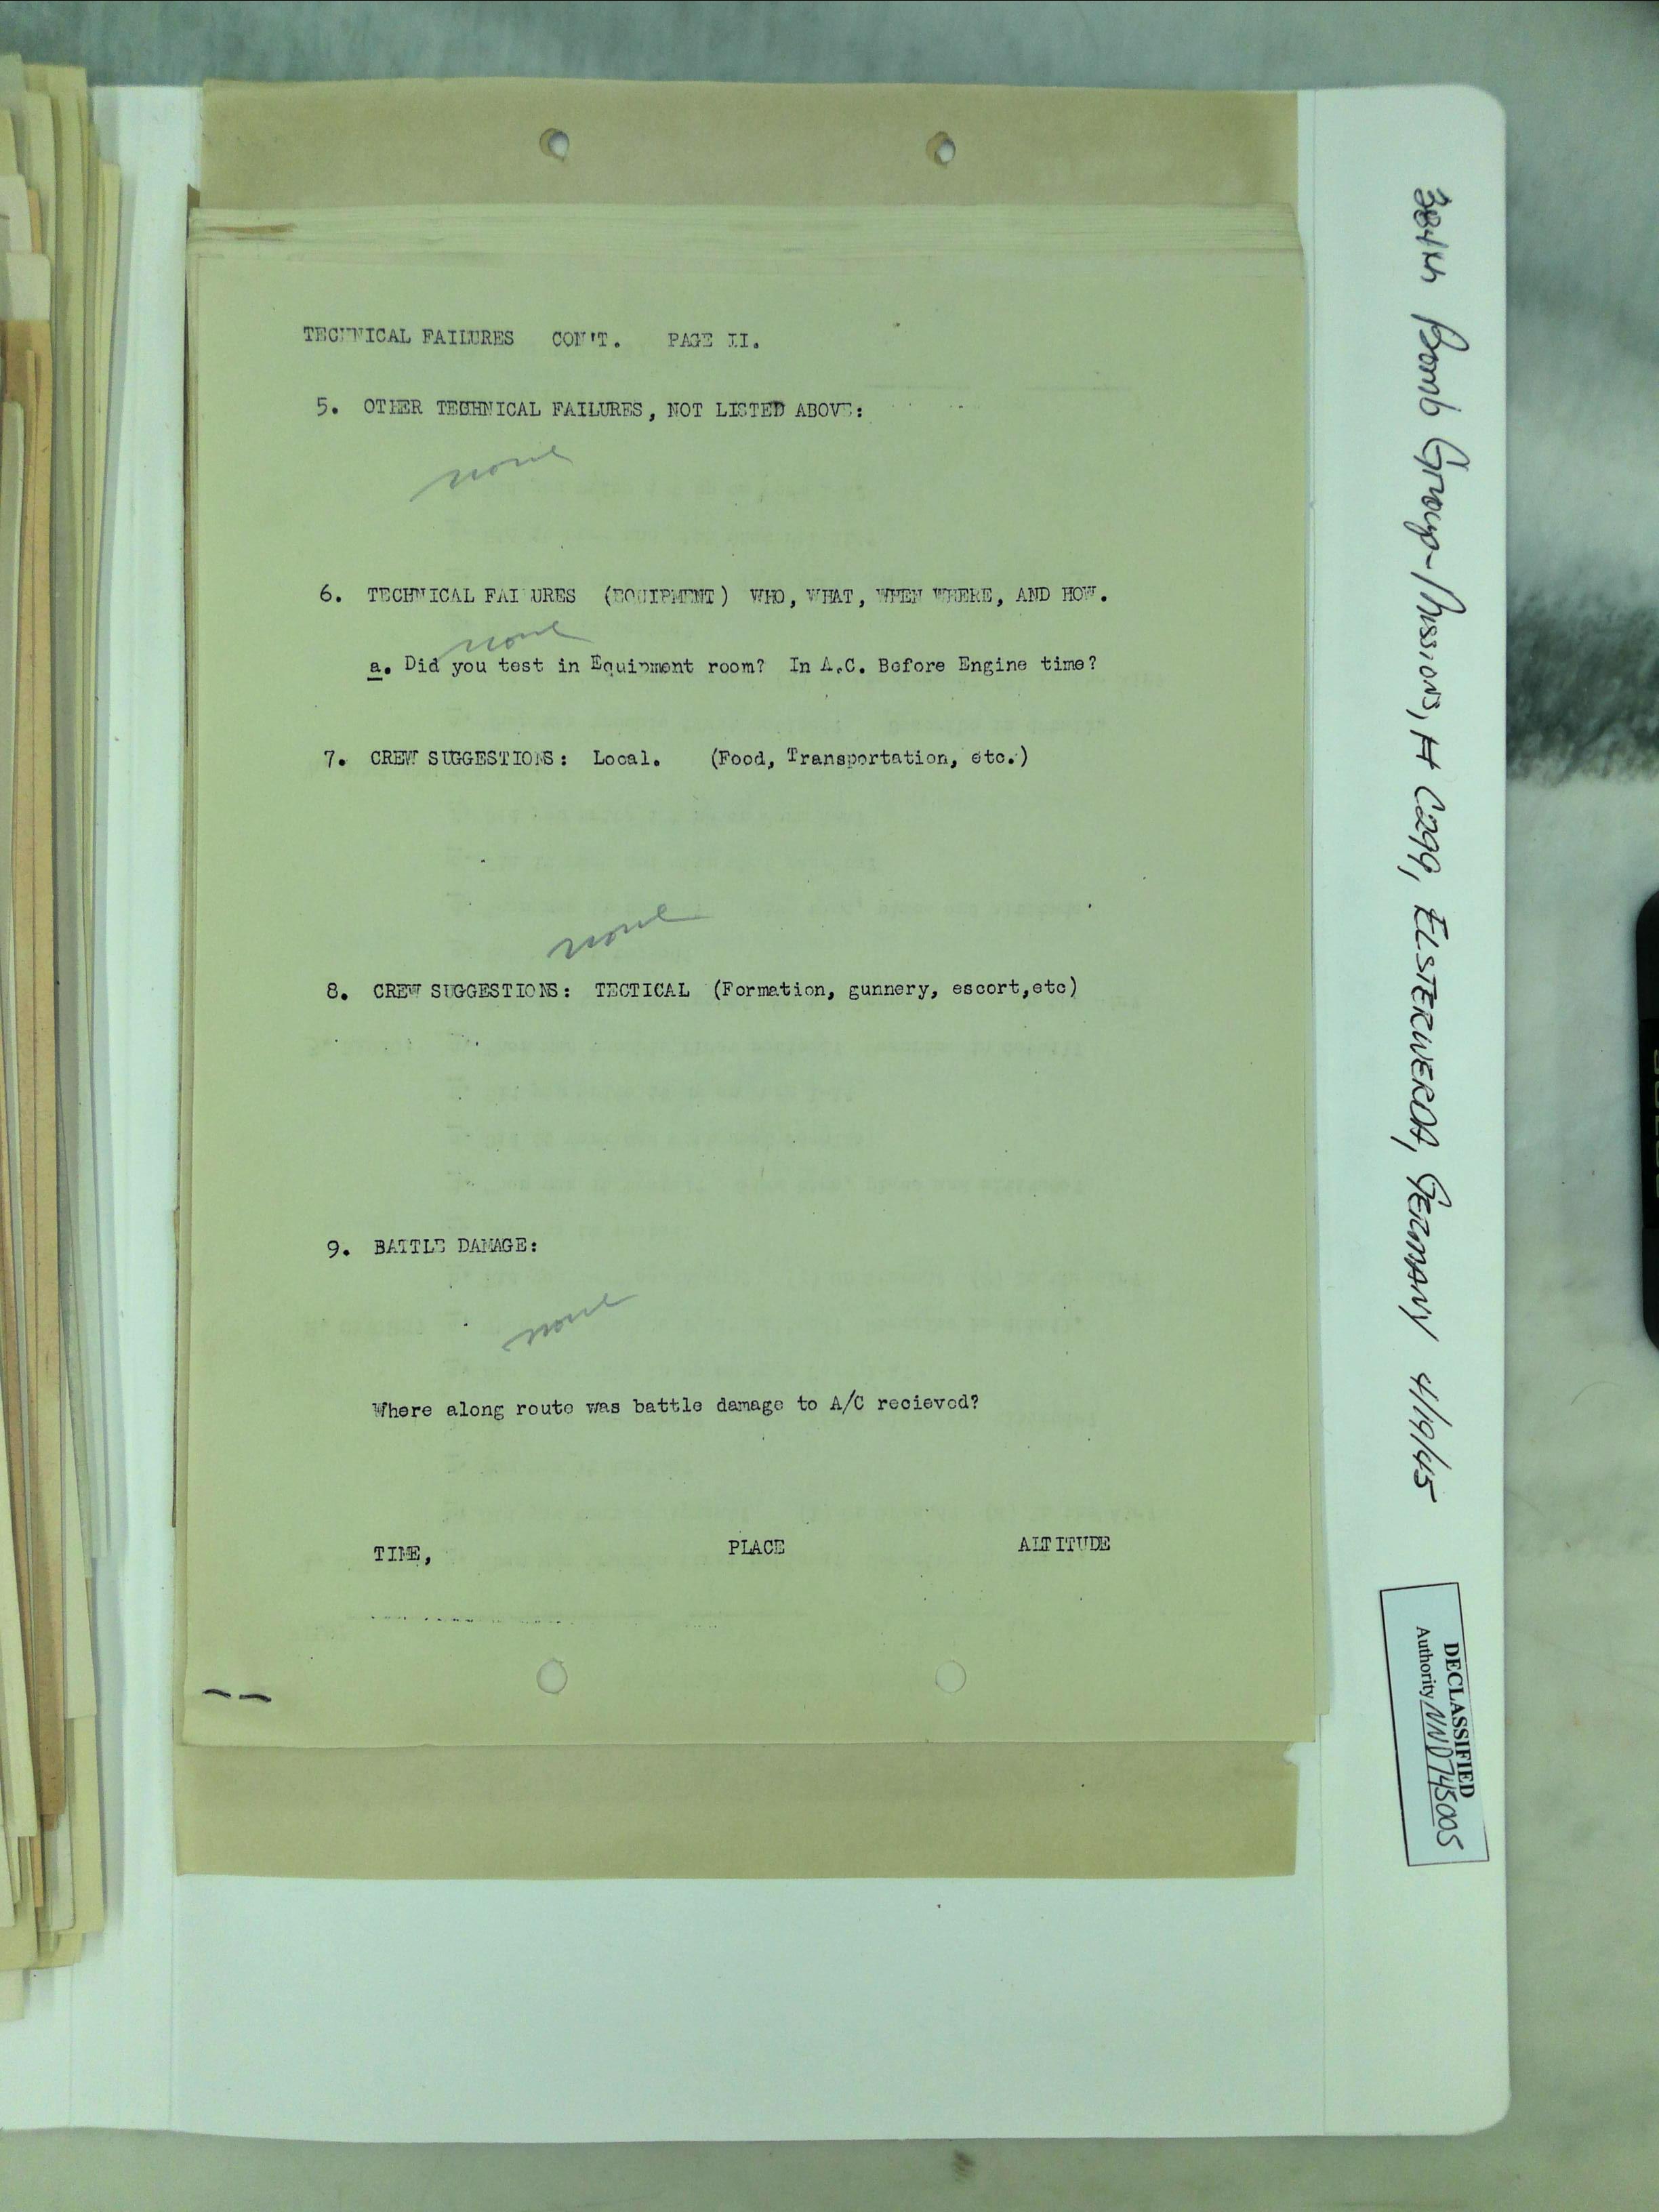 TECHNICAL FAILURES CON'T. PAGE II.
5. OTHER TECHNICAL FAILURES, NOT LISTED ABOVE:
none
6. TECHNICAL FAILURES (EQUIPMENT) WHO, WHAT, WHEN WHERE, AND HOW.
none
a. Did you test in Equipment room? In A.C. Before Engine time?
7. CREW SUGGESTIONS: Local. (Food, Transportation, etc.)
none
8. CREW SUGGESTIONS: TECTICAL (Formation, gunnery, escort,etc)
9. BATTLE DAMAGE:
none
Where along route was battle damage to A/C recieved?
TIME, PLACE ALTITUDE
384th Bomb Group-Missions, # C299, ELSTERWERDA, GERMANY 4/19/45
DECLASSIFIED
Authority NND745005